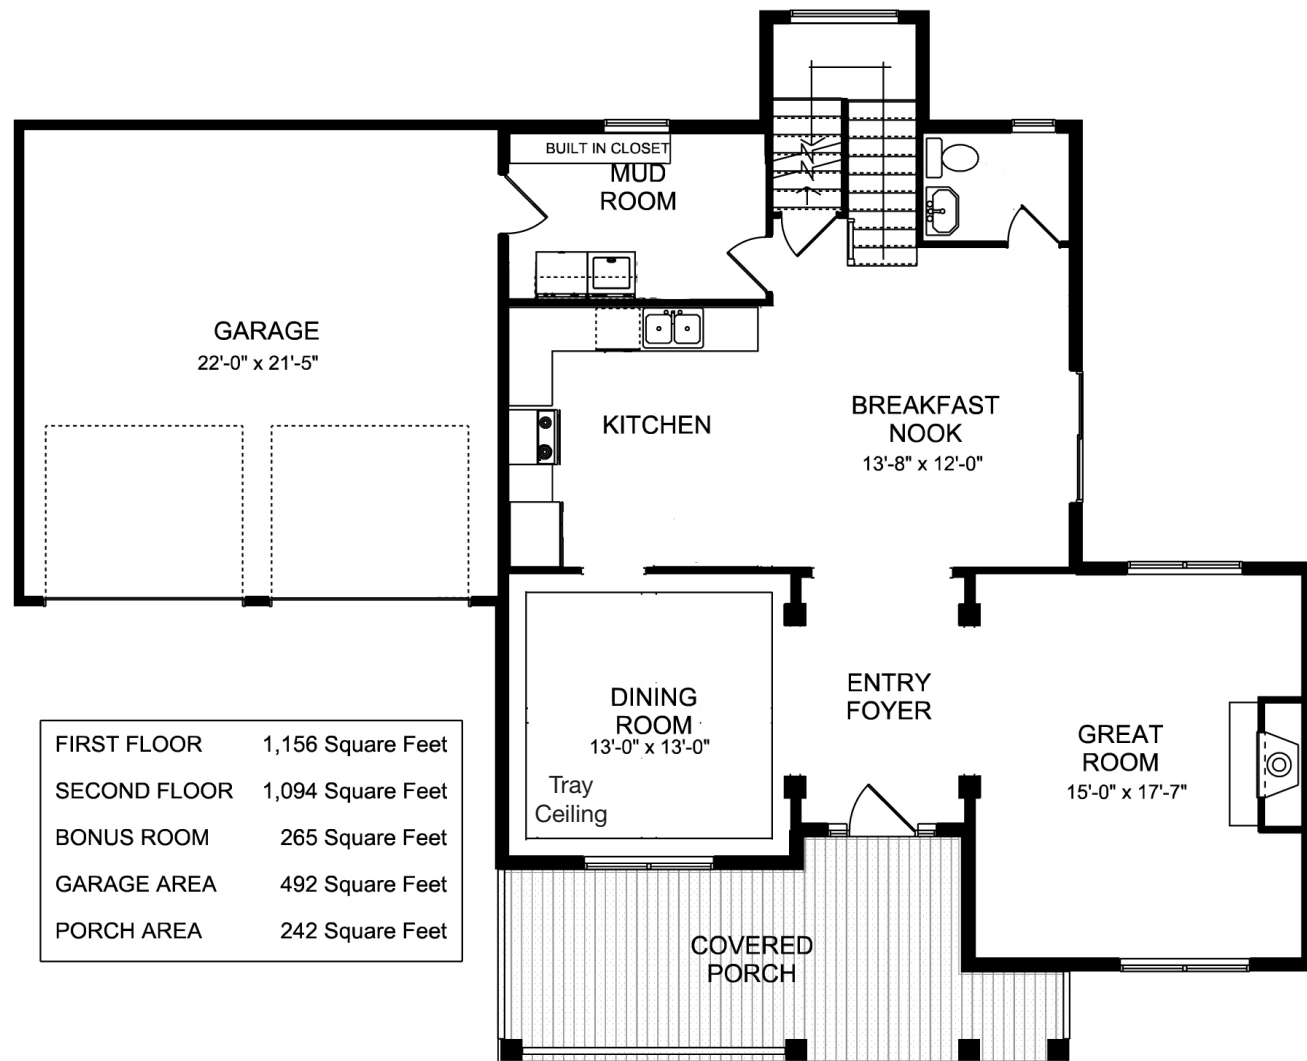 BUILT IN CLOSET
MUD
ROOM
GARAGE
22'-0" x 21'-5"
KITCHEN
BREAKFAST
NOOK
13'-8" x 12'-0"
DINING
ROOM
13'-0" x 13'-0"
Tray
Ceiling
ENTRY
FOYER
GREAT
ROOM
15'-0" x 17'-7"
FIRST FLOOR 1,156 Square Feet
SECOND FLOOR 1,094 Square Feet
BONUS ROOM 265 Square Feet
GARAGE AREA 492 Square Feet
PORCH AREA 242 Square Feet
COVERED
PORCH